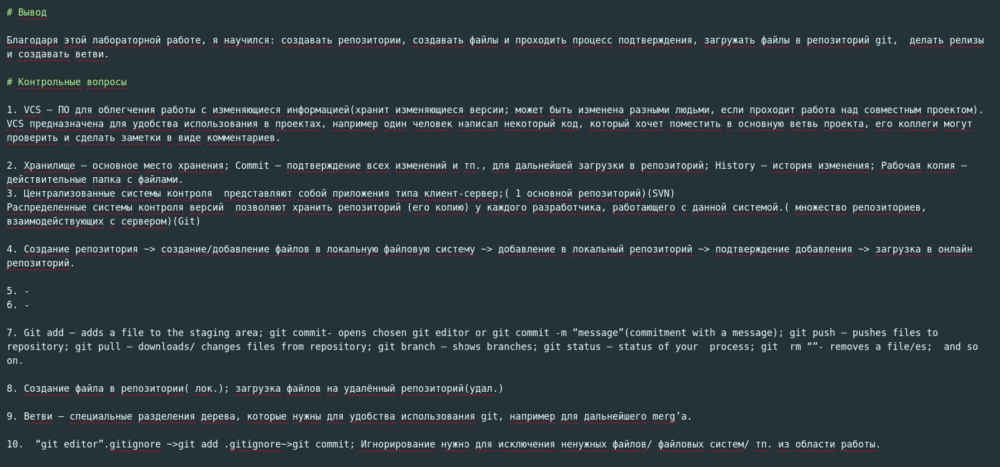 # Вывод
Благодаря этой лабораторной работе, я научился: создавать репозитории, создавать файлы и проходить процесс подтверждения, загружать файлы в репозиторий git,  делать релизы
и создавать ветви.
# Контрольные вопросы
1. VCS – ПО для облегчения работы с изменяющиеся информацией(хранит изменяющиеся версии; может быть изменена разными людьми, если проходит работа над совместным проектом).
VCS предназначена для удобства использования в проектах, например один человек написал некоторый код, который хочет поместить в основную ветвь проекта, его коллеги могут
проверить и сделать заметки в виде комментариев.
2. Хранилище – основное место хранения; Commit – подтверждение всех изменений и тп., для дальнейшей загрузки в репозиторий; History – история изменения; Рабочая копия –
действительные папка с файлами.
3. Централизованные системы контроля  представляют собой приложения типа клиент-сервер;( 1 основной репозиторий)(SVN)
Распределенные системы контроля версий  позволяют хранить репозиторий (его копию) у каждого разработчика, работающего с данной системой.( множество репозиториев,
взаимодействующих с сервером)(Git)
4. Создание репозитория ~> создание/добавление файлов в локальную файловую систему ~> добавление в локальный репозиторий ~> подтверждение добавления ~> загрузка в онлайн
репозиторий.
5. -
6. -
7. Git add – adds a file to the staging area; git commit- opens chosen git editor or git commit -m “message”(commitment with a message); git push – pushes files to
repository; git pull – downloads/ changes files from repository; git branch – shows branches; git status – status of your  process; git  rm “”- removes a file/es;  and so
on.
8. Создание файла в репозитории( лок.); загрузка файлов на удалённый репозиторий(удал.)
9. Ветви – специальные разделения дерева, которые нужны для удобства использования git, например для дальнейшего merg’а.
10.  “git editor”.gitignore ~>git add .gitignore~>git commit; Игнорирование нужно для исключения ненужных файлов/ файловых систем/ тп. из области работы.